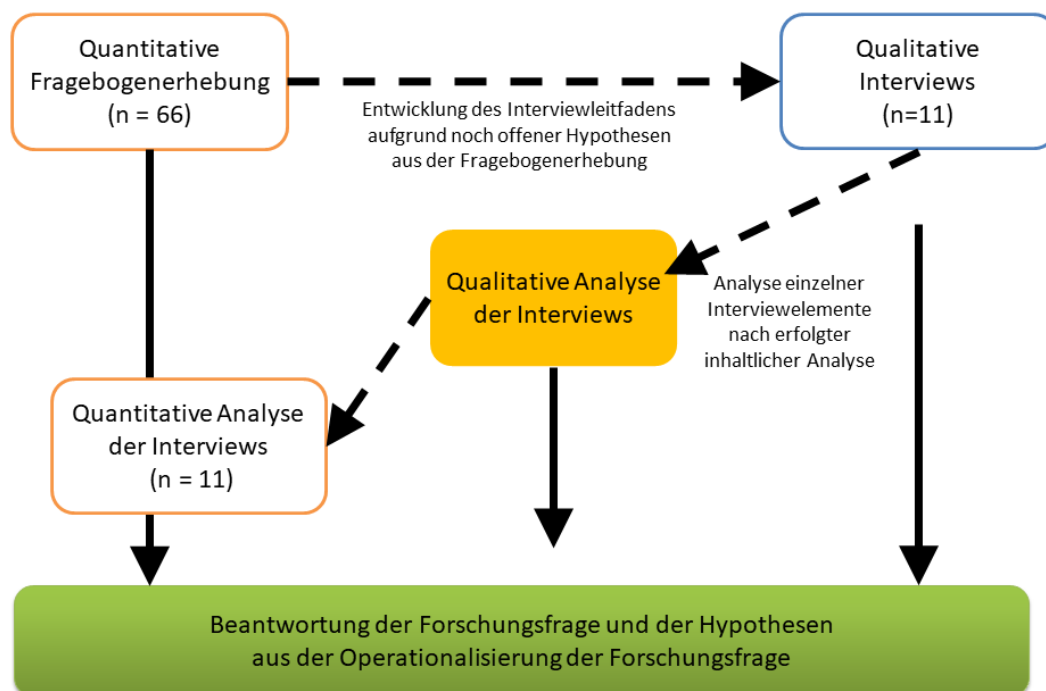 Quantitative
Fragebogenerhebung
(n = 66)
Entwicklung des Interviewleitfadens
aufgrund noch offener Hypothesen
aus der Fragebogenerhebung
Qualitative
Interviews
(n=11)
Qualitative Analyse
der Interviews
Analyse einzelner
Interviewelemente
nach erfolgter
inhaltlicher Analyse
Quantitative Analyse
der Interviews
(n = 11)
Beantwortung der Forschungsfrage und der Hypothesen
aus der Operationalisierung der Forschungsfrage